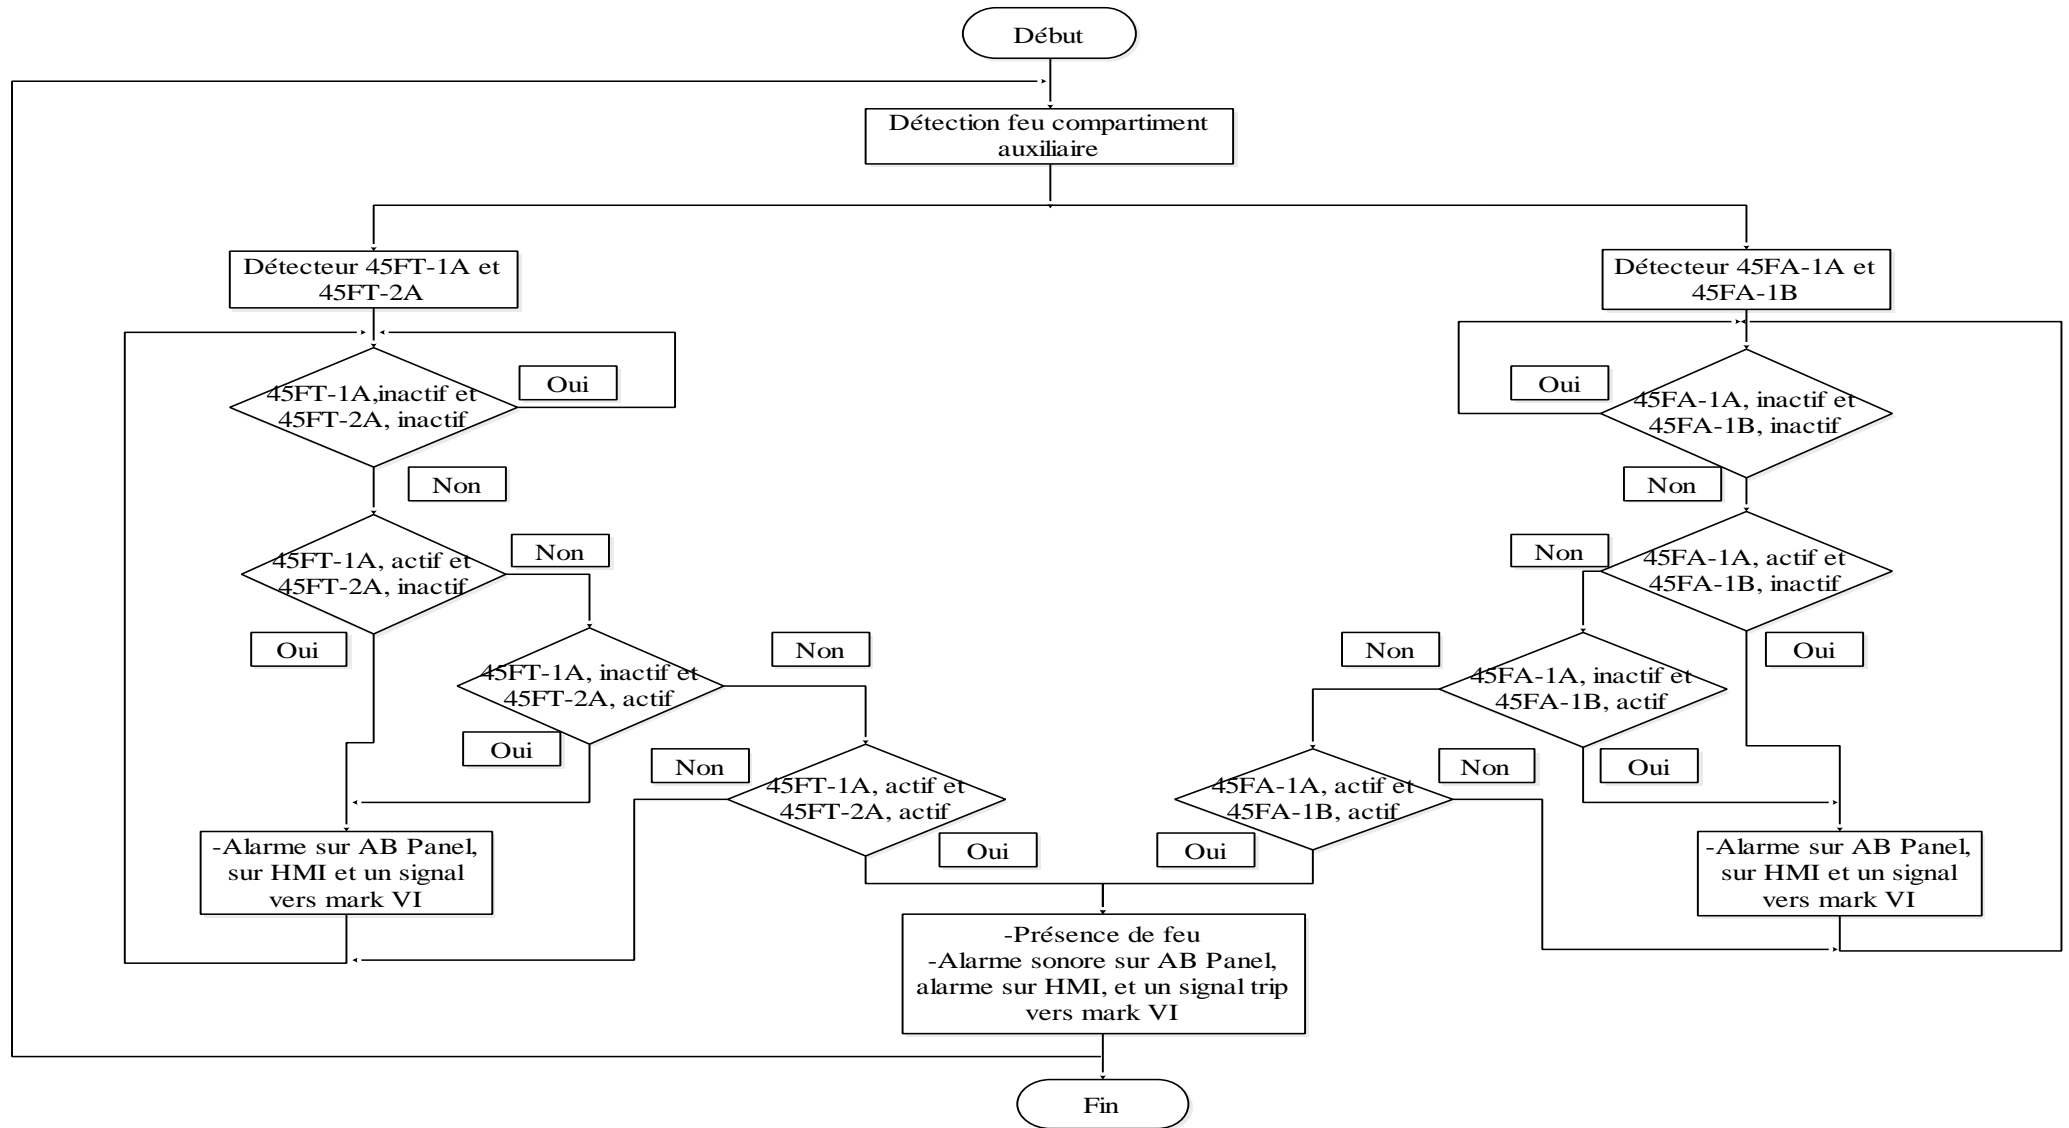 Début
Détection feu compartiment
auxiliaire
Détecteur 45FT-1A et
45FT-2A
Détecteur 45FA-1A et
45FA-1B
45FT-1A,inactif et
45FT-2A, inactif
Oui
Oui
45FA-1A, inactif et
45FA-1B, inactif
Non
Non
45FT-1A, actif et
45FT-2A, inactif
Non
Non
45FA-1A, actif et
45FA-1B, inactif
Oui
45FT-1A, inactif et
45FT-2A, actif
Non
Non
45FA-1A, inactif et
45FA-1B, actif
Oui
Oui
Non
45FT-1A, actif et
45FT-2A, actif
45FA-1A, actif et
45FA-1B, actif
Non
Oui
-Alarme sur AB Panel,
sur HMI et un signal
vers mark VI
Oui
Oui
-Alarme sur AB Panel,
sur HMI et un signal
vers mark VI
-Présence de feu
-Alarme sonore sur AB Panel,
alarme sur HMI, et un signal trip
vers mark VI
Fin